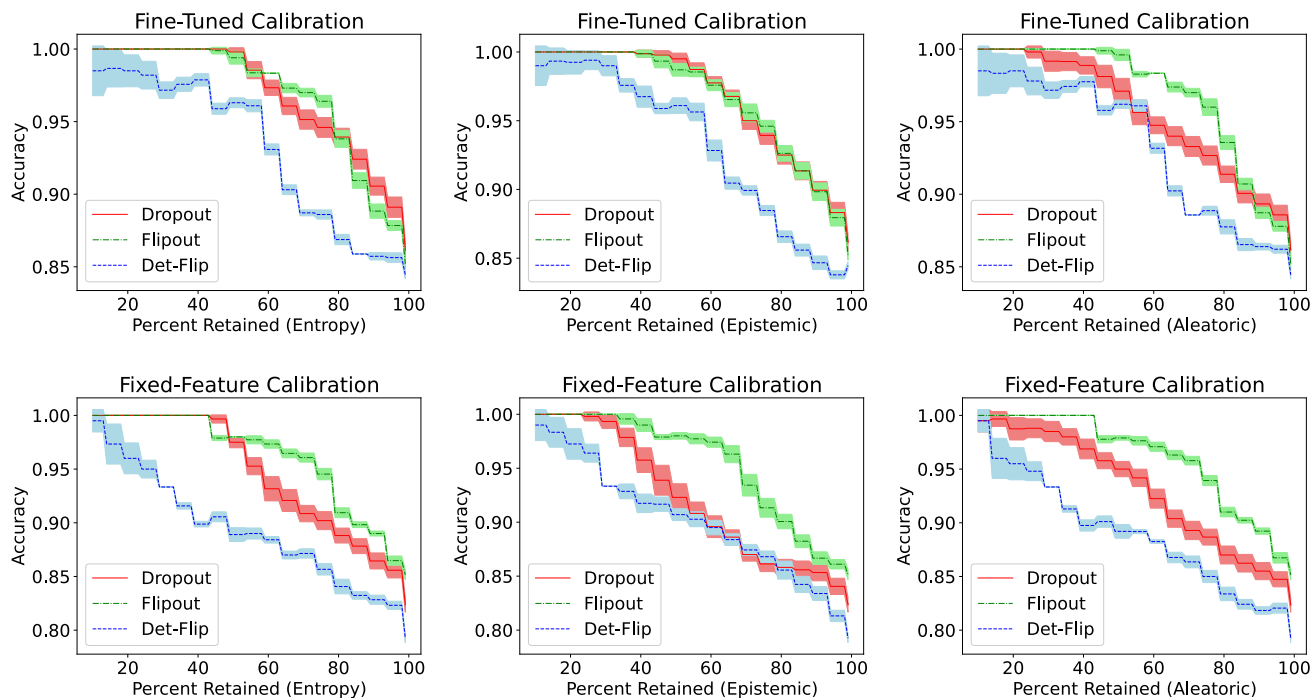 Fine-Tuned Calibration
1.00
0.95
0.90
0.85
Accuracy
Dropout
Flipout
Det-Flip
20 40 60 80 100
Percent Retained (Entropy)
Fine-Tuned Calibration
1.00
0.95
0.90
0.85
Accuracy
Dropout
Flipout
Det-Flip
20 40 60 80 100
Percent Retained (Epistemic)
Fine-Tuned Calibration
1.00
0.95
0.90
0.85
Accuracy
Dropout
Flipout
Det-Flip
20 40 60 80 100
Percent Retained (Aleatoric)
Fixed-Feature Calibration
1.00
0.95
0.90
0.85
0.80
Accuracy
Dropout
Flipout
Det-Flip
20 40 60 80 100
Percent Retained (Entropy)
Fixed-Feature Calibration
1.00
0.95
0.90
0.85
0.80
Accuracy
Dropout
Flipout
Det-Flip
20 40 60 80 100
Percent Retained (Epistemic)
Fixed-Feature Calibration
1.00
0.95
0.90
0.85
0.80
Accuracy
Dropout
Flipout
Det-Flip
20 40 60 80 100
Percent Retained (Aleatoric)